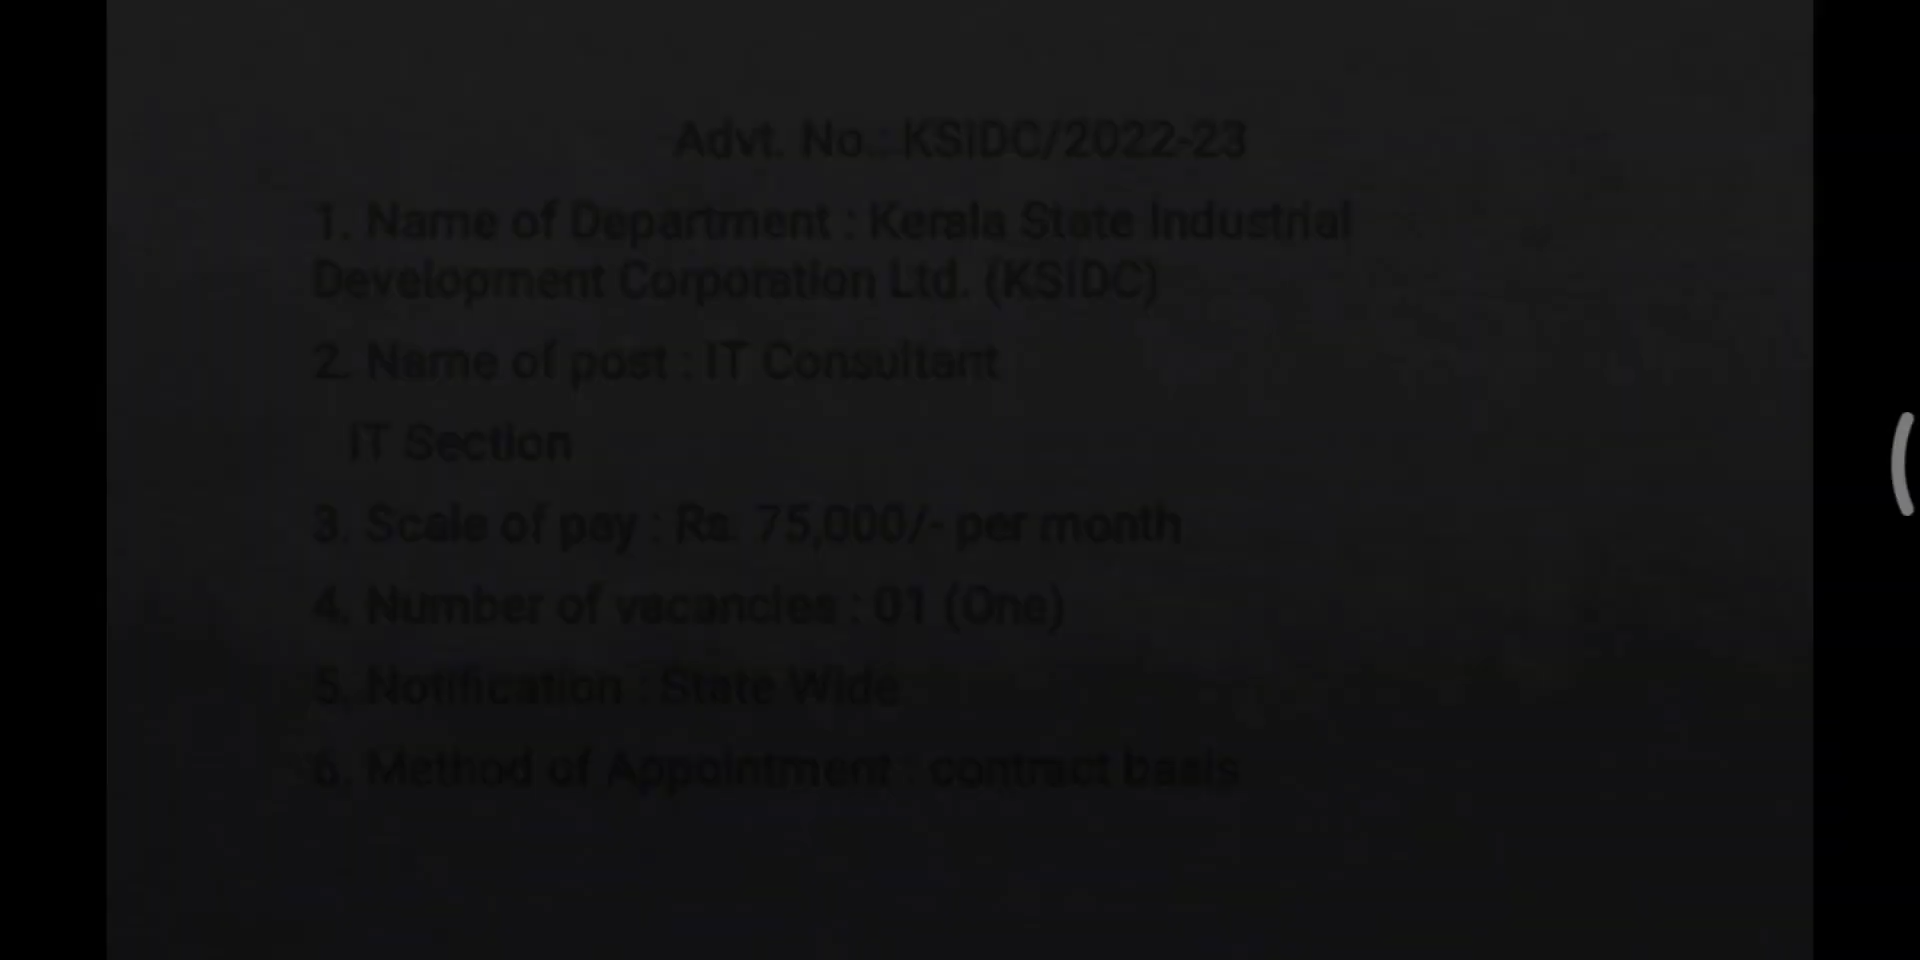 Advt. No.: KSIDC/2022-23
1. Name of Department : Kerala State Industrial
Development Corporation Ltd. (KSIDC)
2. Name of post : IT Consultant
IT Section
3. Scale of pay : Rs. 75,000/- per month
4. Number of vacancies : 01 (One)
5. Notification : State Wide
6. Method of Appointment : contract basis